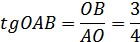 tgOAB = OB/AO = 3/4